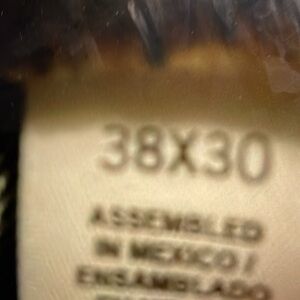 38X30
ASSEMBLED
IN MEXICO /
ENSAMBLADO